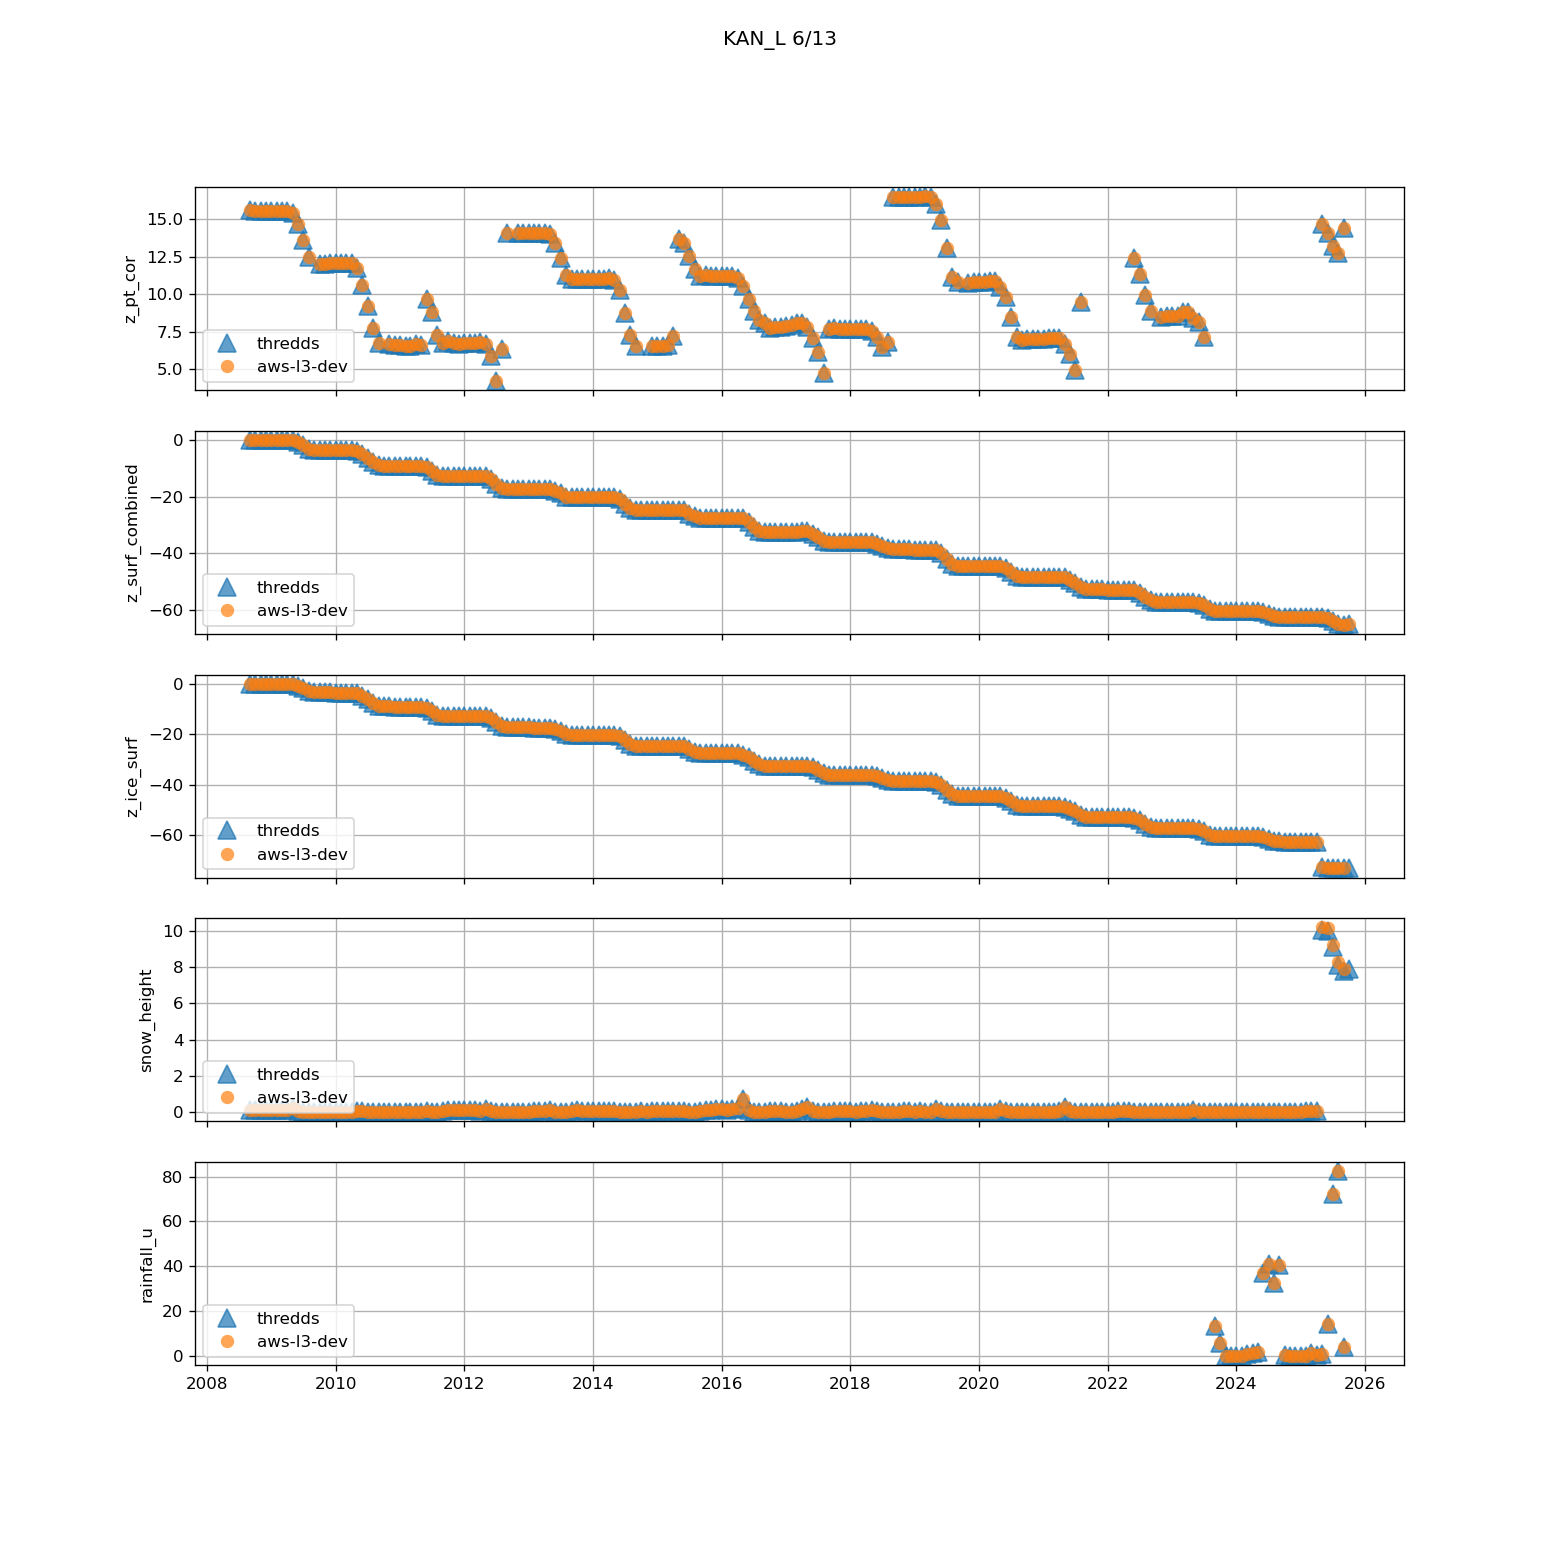 KAN_L 6/13
z_pt_cor
15.0
12.5
10.0
7.5
5.0
thredds
aws-l3-dev
z_surf_combined
0
−20
−40
−60
thredds
aws-l3-dev
z_ice_surf
0
−20
−40
−60
thredds
aws-l3-dev
snow_height
10
8
6
4
2
0
thredds
aws-l3-dev
rainfall_u
80
60
40
20
0
thredds
aws-l3-dev
2008 2010 2012 2014 2016 2018 2020 2022 2024 2026